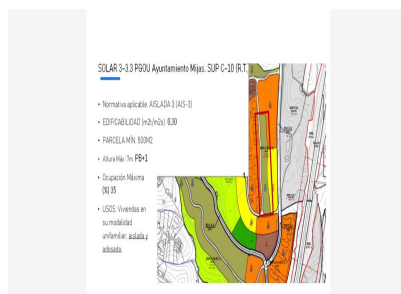 SOLAR 3-3.3 PGOU Ayuntamiento Mijas. SUP C-10 (R.T.
• Normativa aplicable: AISLADA 3 (AIS-3)
• EDIFICABILIDAD (m2t/m2s) 0,30
• PARCELA MÍN. 500M2
• Altura Máx: 7m. PB+1
• Ocupación Máxima
(%) 35
• USOS: Viviendas en
su modalidad
unifamiliar, aislada y
adosada.